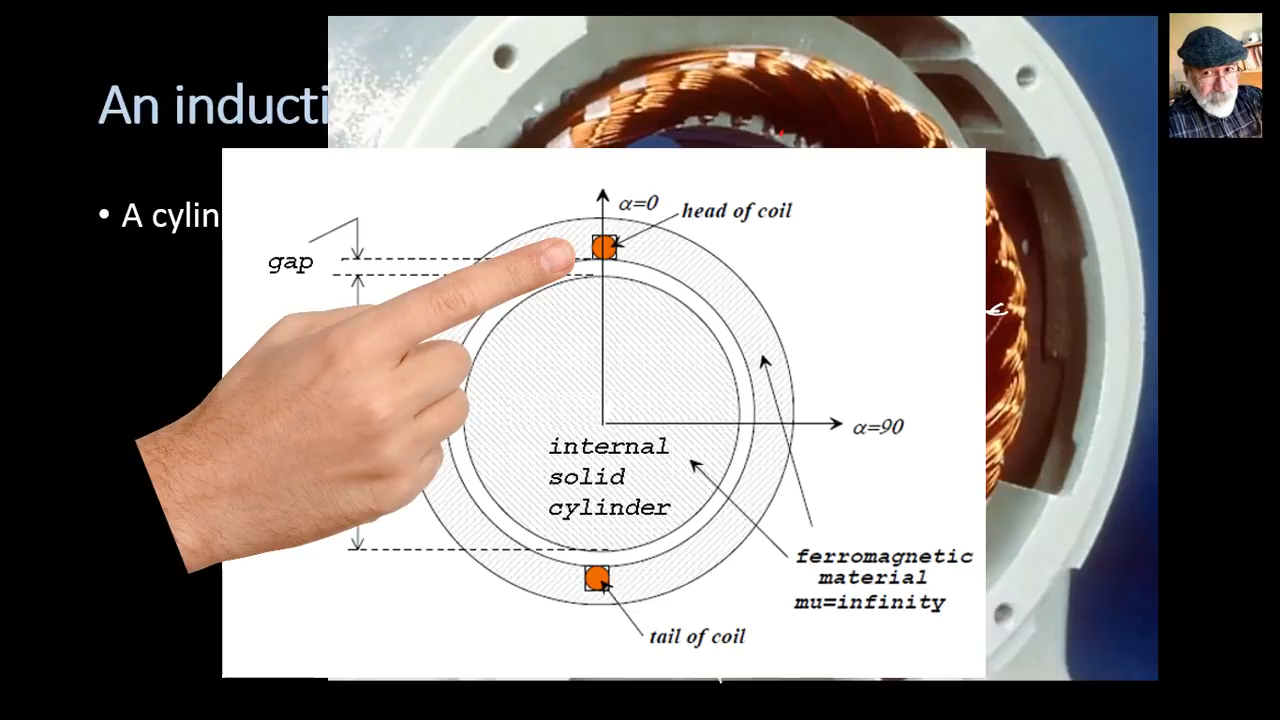 An inducti
• A cylin
α=0
head of coil
gap
α=90
internal
solid
cylinder
ferromagnetic
material
mu=infinity
tail of coil